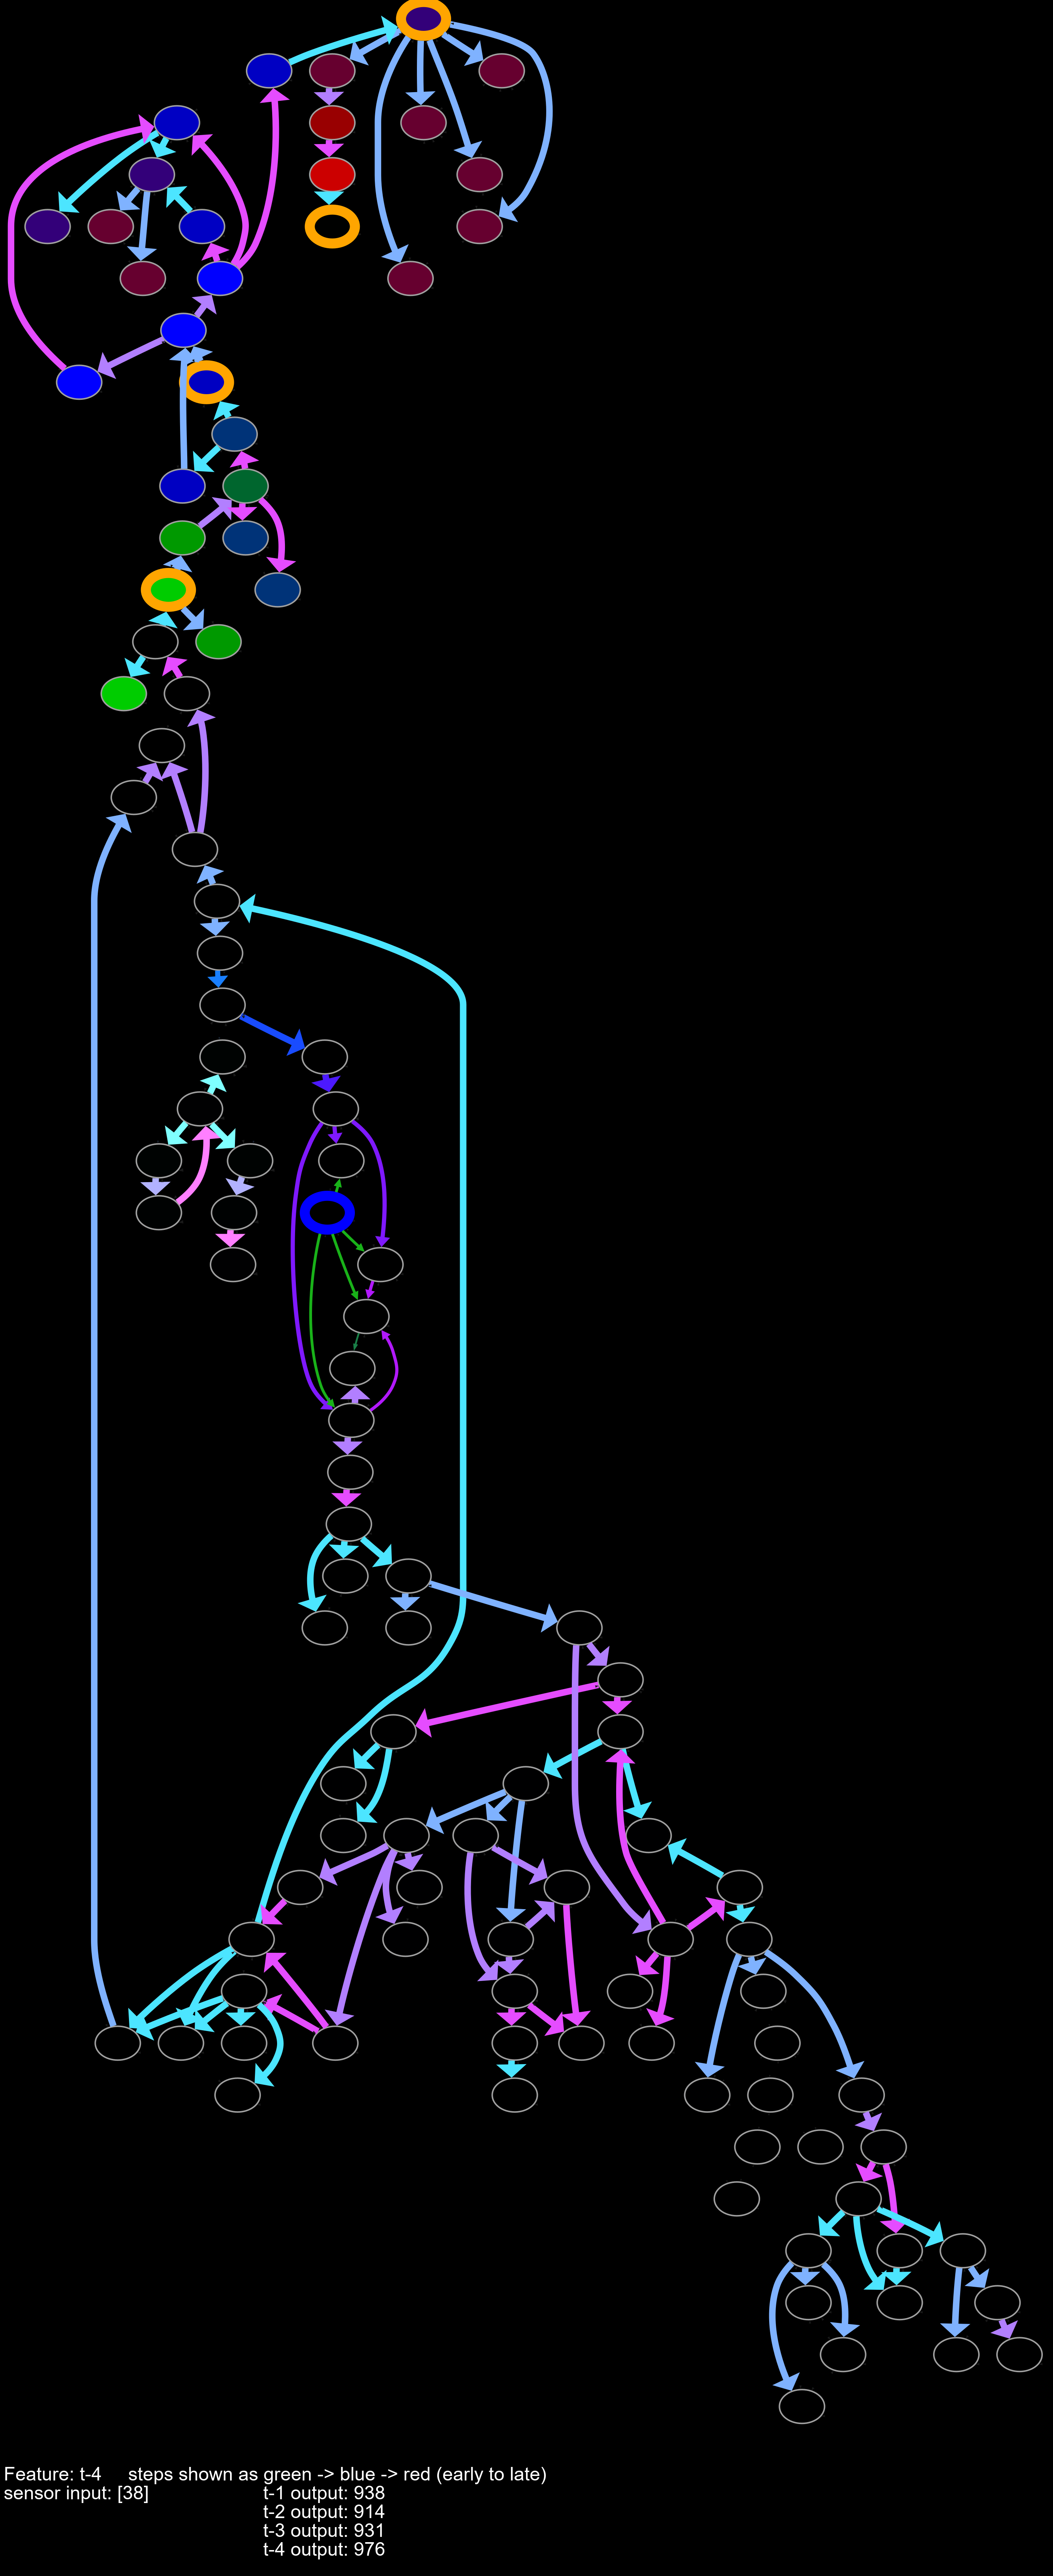 Feature: t-4 steps shown as green -> blue -> red (early to late)
sensor input: [38] t-1 output: 938
t-2 output: 914
t-3 output: 931
t-4 output: 976